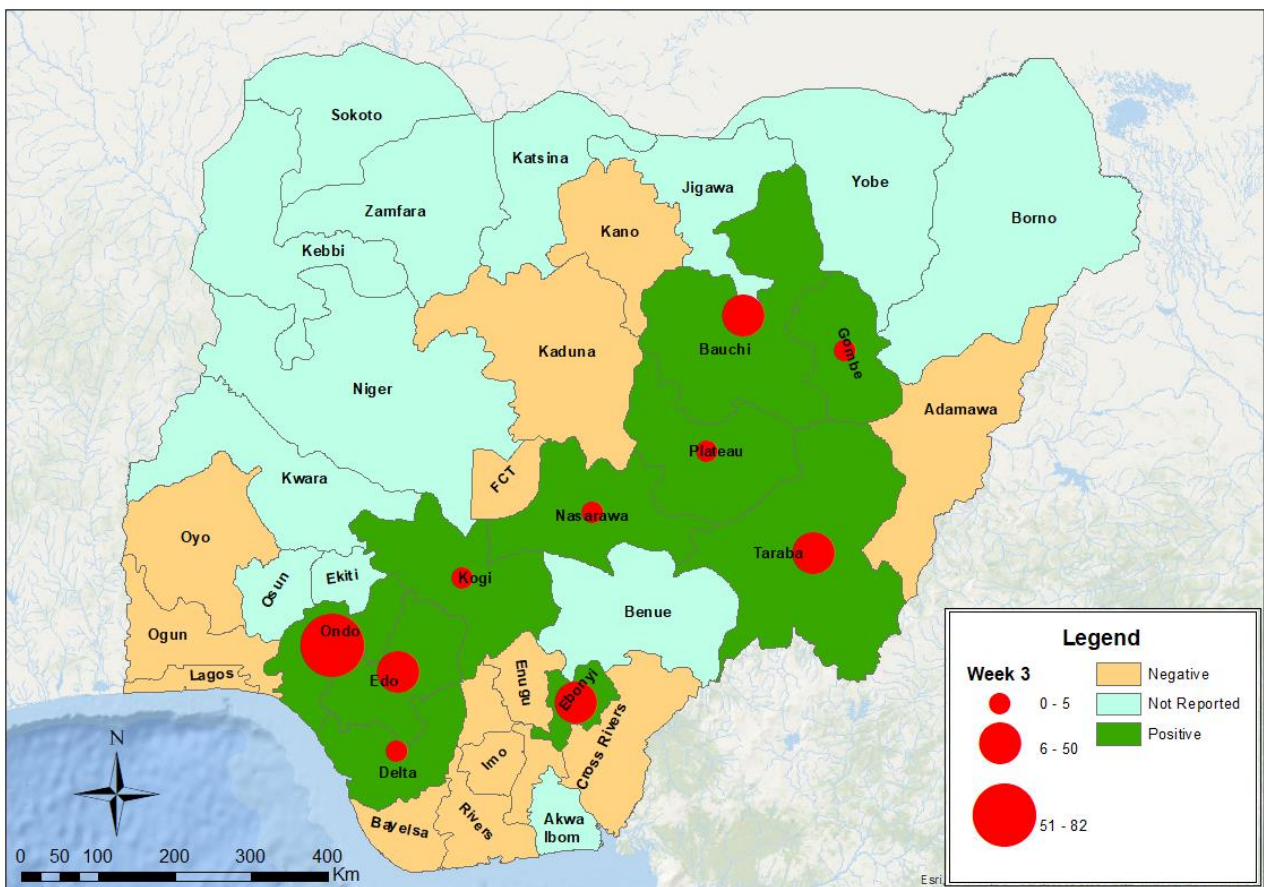 Sokoto
Katsina
Jigawa
Yobe
Zamfara
Borno
Kano
Kebbi
Kaduna
Bauchi
Gombe
Niger
Adamawa
Plateau
FCT
Kwara
Nasarawa
Oyo
Taraba
Kogi
Osun
Ekiti
Benue
Ondo
Ogun
Lagos
Edo
Enugu
Ebonyi
Cross Rivers
Imo
Delta
Bayelsa
Rivers
Akwa
Ibom
N
0 50 100 200 300 400
Km
Legend
Week 3
0 - 5
6 - 50
51 - 82
Negative
Not Reported
Positive
Esri,